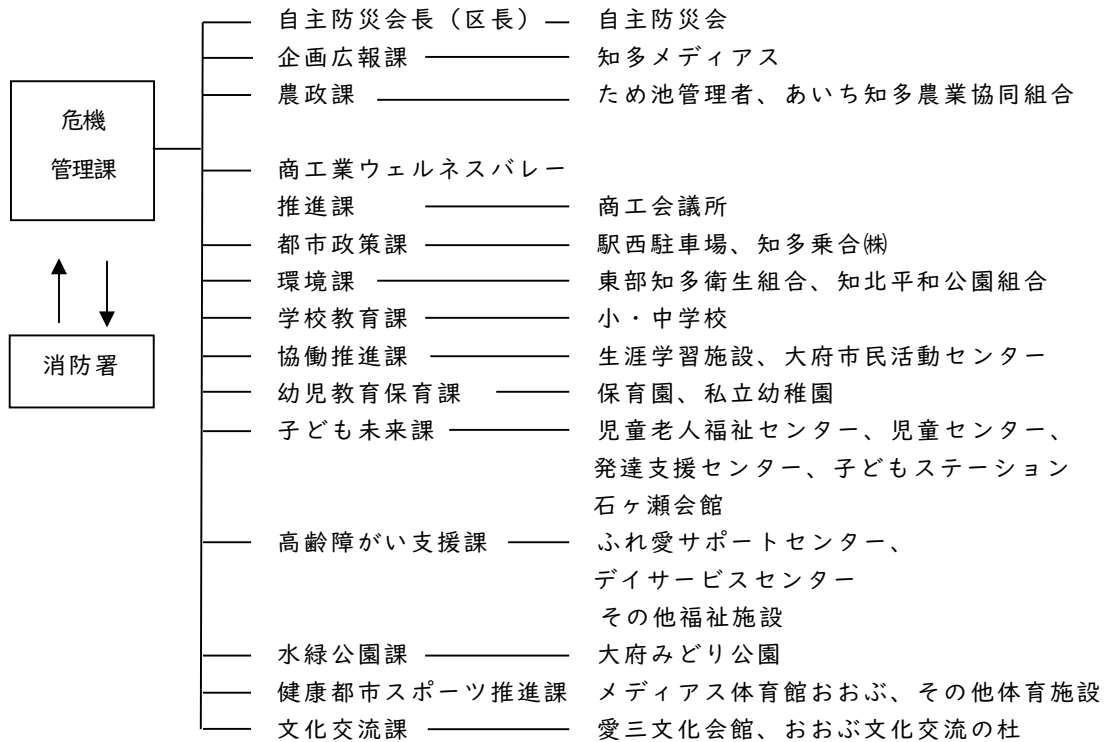 自主防災会長（区長） 自主防災会
企画広報課 知多メディアス
農政課 ため池管理者、あいち知多農業協同組合
危機
管理課
商工業ウェルネスバレー
推進課 商工会議所
都市政策課 駅西駐車場、知多乗合㈱
環境課 東部知多衛生組合、知北平和公園組合
学校教育課 小・中学校
消防署
協働推進課 生涯学習施設、大府市民活動センター
幼児教育保育課 保育園、私立幼稚園
子ども未来課 児童老人福祉センター、児童センター、
発達支援センター、子どもステーション
石ヶ瀬会館
高齢障がい支援課 ふれ愛サポートセンター、
デイサービスセンター
その他福祉施設
水緑公園課 大府みどり公園
健康都市スポーツ推進課 メディアス体育館おおぶ、その他体育施設
文化交流課 愛三文化会館、おおぶ文化交流の杜